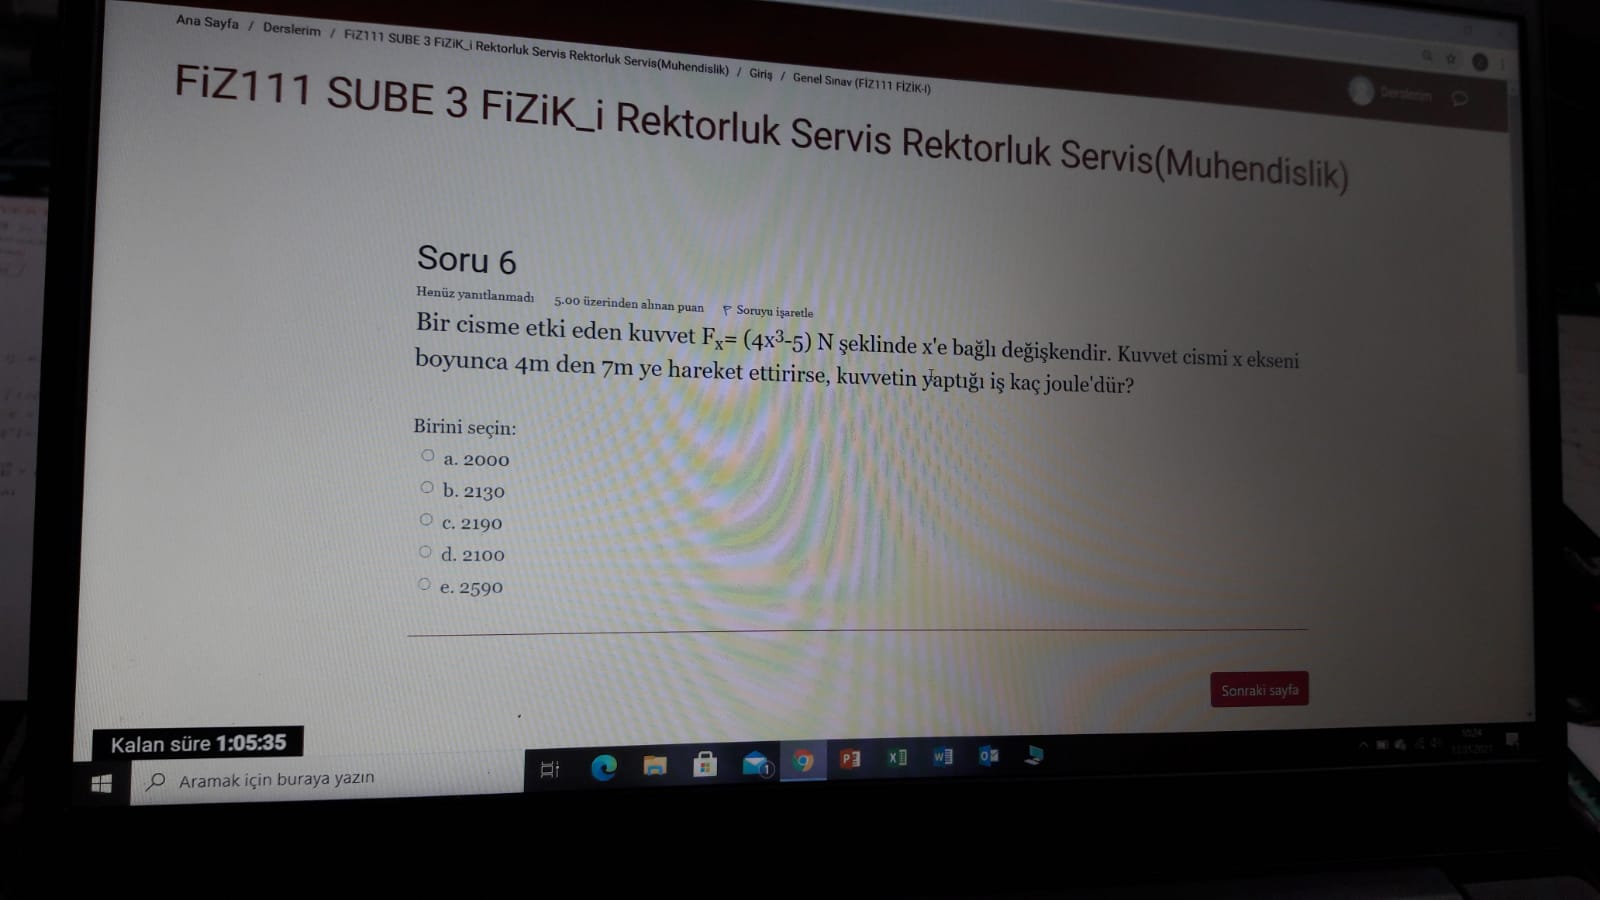 Ana Sayfa / Derslerim / FiZ111 SUBE 3 FiZiK_i Rektorluk Servis Rektorluk Servis(Muhendislik) / Giriş / Genel Sınav (FİZ111 FİZİK-I)
Derslerim
FiZ111 SUBE 3 FiZiK_i Rektorluk Servis Rektorluk Servis(Muhendislik)
Soru 6
Henüz yanıtlanmadı 5.00 üzerinden alınan puan Soruyu işaretle
Bir cisme etki eden kuvvet Fₓ= (4x³-5) N şeklinde x'e bağlı değişkendir. Kuvvet cismi x ekseni
boyunca 4m den 7m ye hareket ettirirse, kuvvetin yaptığı iş kaç joule'dür?
Birini seçin:
a. 2000
b. 2130
c. 2190
d. 2100
e. 2590
Sonraki sayfa
Kalan süre 1:05:35
Aramak için buraya yazın